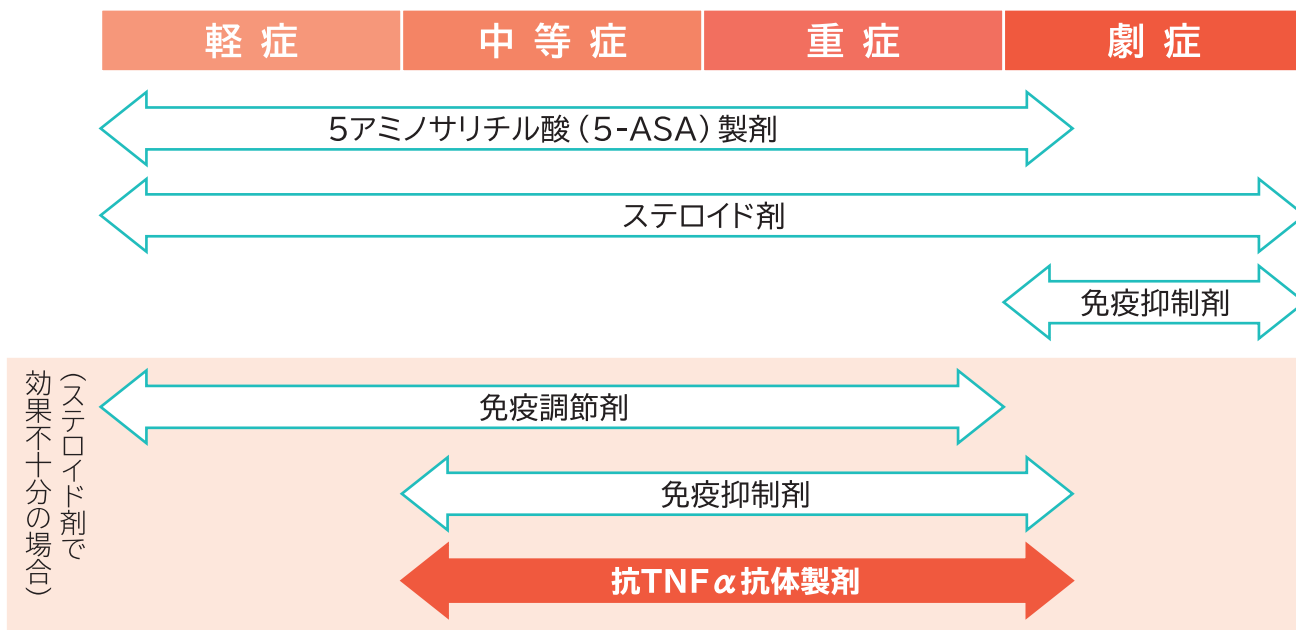 軽症 中等症 重症 劇症
5アミノサリチル酸(5-ASA)製剤
ステロイド剤
免疫抑制剤
(ステロイド剤で
効果不十分の場合)
免疫調節剤
免疫抑制剤
抗TNFα抗体製剤